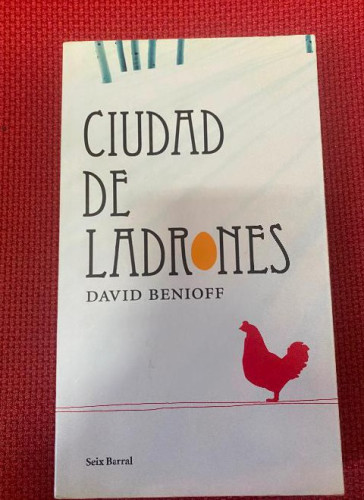 CIUDAD
DE
LADRONES
DAVID BENIOFF
Seix Barral